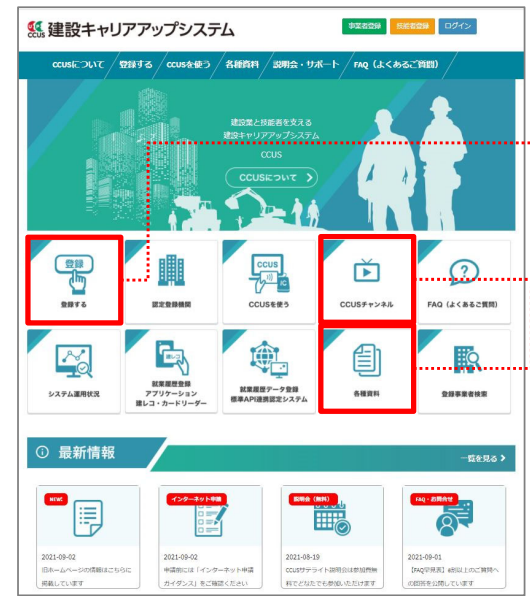 ccus 建設キャリアアップシステム
事業者登録 技能者登録 ログイン
CCUSについて 登録する CCUSを使う 各種資料 説明会・サポート FAQ（よくあるご質問）
建設業と技能者を支える
建設キャリアアップシステム
CCUS
CCUSについて
登録
CCUS
IC
登録する
認定登録機関
CCUSを使う
CCUSチャンネル
FAQ（よくあるご質問）
建レコ
システム運用状況
就業履歴登録
アプリケーション
建レコ・カードリーダー
就業履歴データ登録
標準API連携認定システム
各種資料
登録事業者検索
最新情報
一覧を見る
NEW!
インターネット申請
説明会（無料）
FAQ・お問合せ
2021-09-02
旧ホームページの情報はこちらに
掲載しています
2021-09-02
申請前には「インターネット申請
ガイダンス」をご確認ください
2021-08-19
CCUSサテライト説明会は参加費無
料でどなたでも参加いただけます
2021-09-01
の回答を公開しています